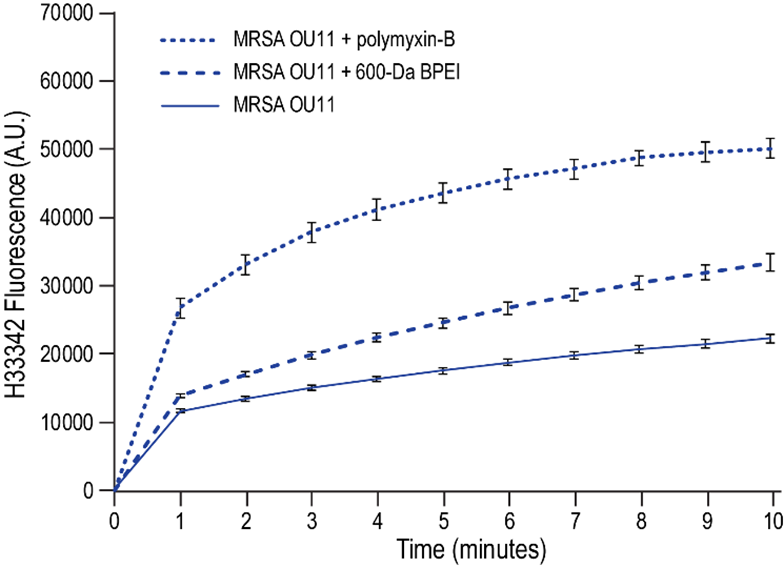 70000
60000
50000
40000
30000
20000
10000
0
H33342 Fluorescence (A.U.)
MRSA OU11 + polymyxin-B
MRSA OU11 + 600-Da BPEI
MRSA OU11
0 1 2 3 4 5 6 7 8 9 10
Time (minutes)